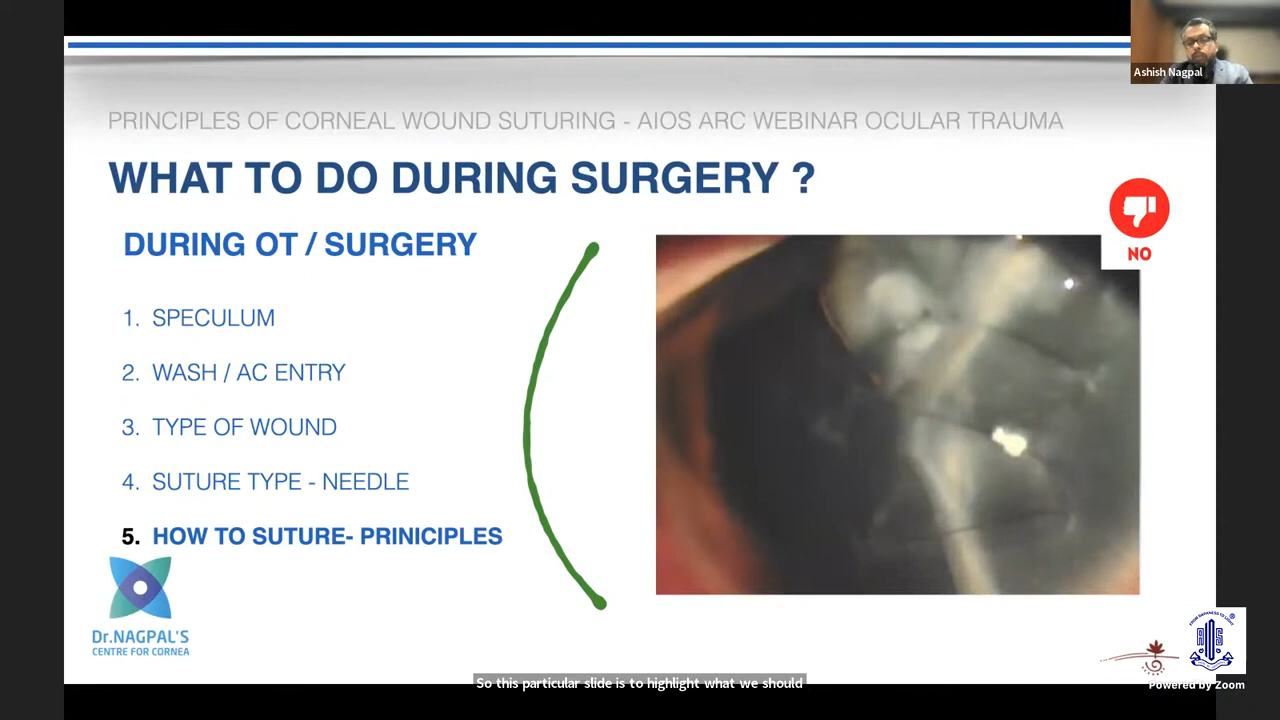 Ashish Nagpal
PRINCIPLES OF CORNEAL WOUND SUTURING - AIOS ARC WEBINAR OCULAR TRAUMA
WHAT TO DO DURING SURGERY ?
DURING OT / SURGERY
NO
1. SPECULUM
2. WASH / AC ENTRY
3. TYPE OF WOUND
4. SUTURE TYPE - NEEDLE
5. HOW TO SUTURE- PRINICIPLES
Dr.NAGPAL'S
CENTRE FOR CORNEA
So this particular slide is to highlight what we should
Powered by Zoom